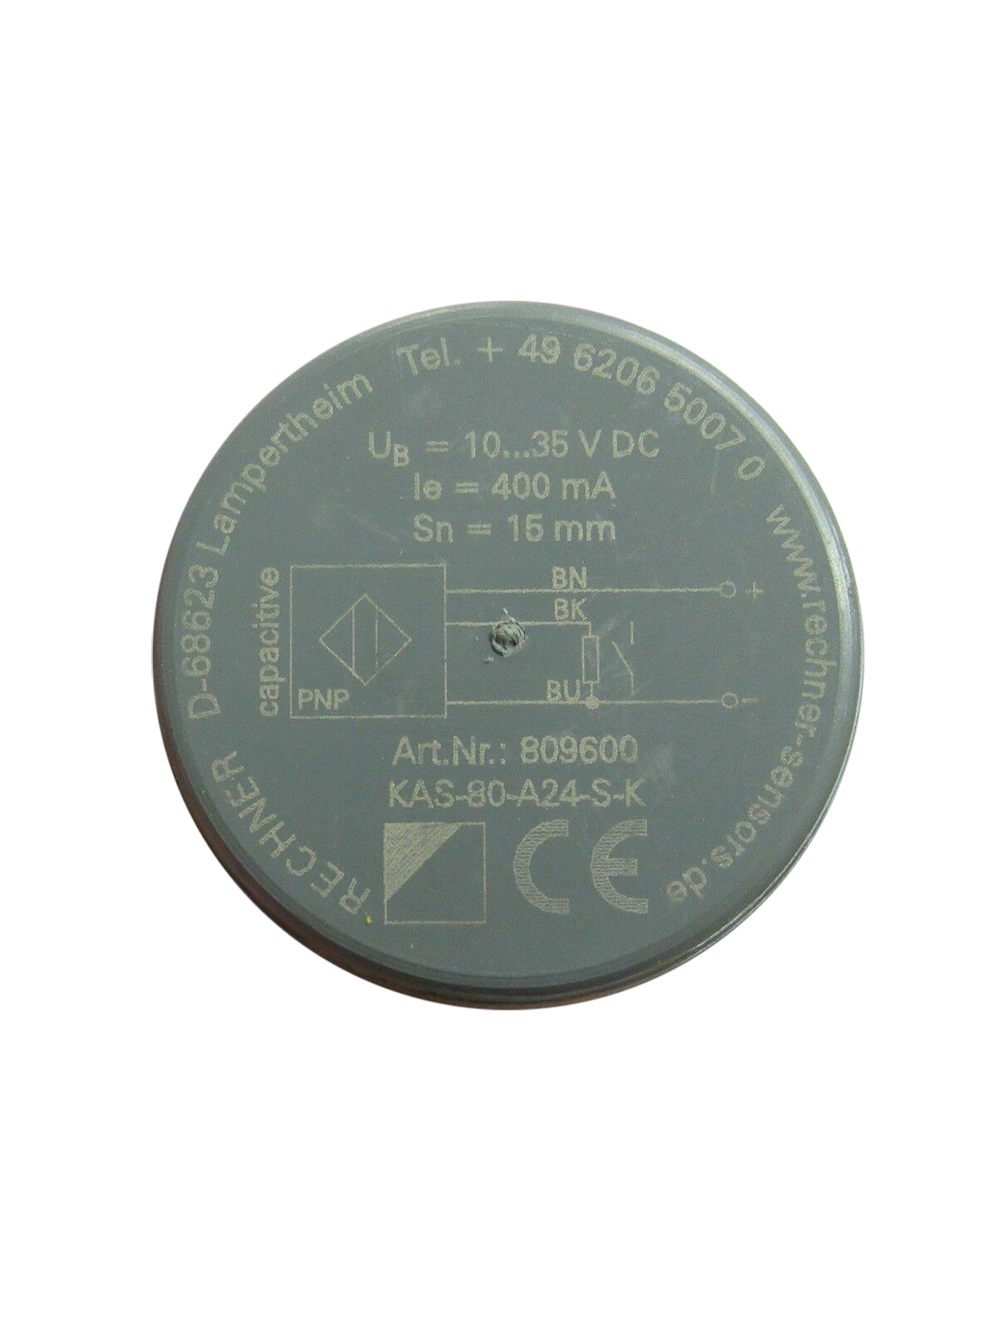 RECHNER D-68623 Lampertheim Tel. + 49 6206 5007 0 www.rechner-sensors.de
UB = 10...35 V DC
Ie = 400 mA
Sn = 15 mm
capacitive
PNP
BN
+
BK
BU
-
Art.Nr.: 809600
KAS-80-A24-S-K
CE